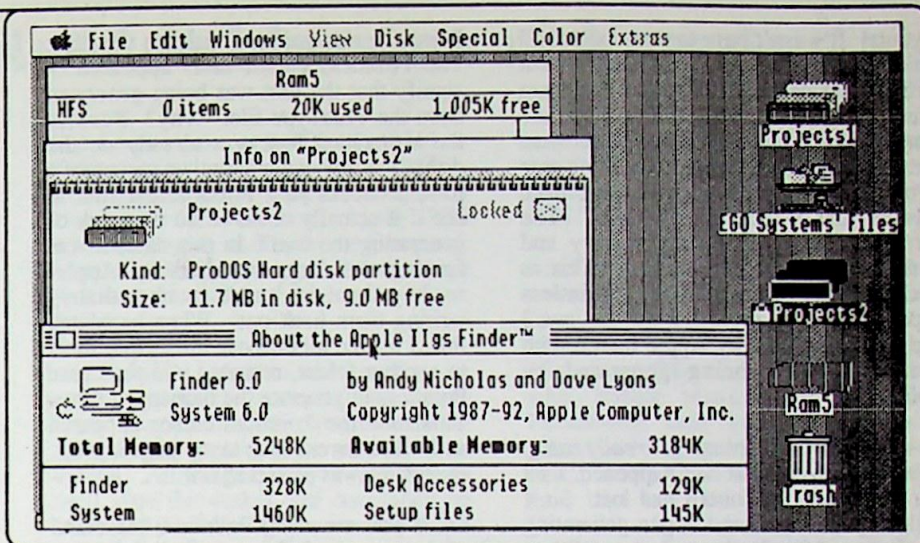 File Edit Windows View Disk Special Color Extras
Ram5
HFS 0 items 20K used 1,005K free
Info on "Projects2"
Projects2 Locked
Kind: ProDOS Hard disk partition
Size: 11.7 MB in disk, 9.0 MB free
About the Apple IIgs Finder™
Finder 6.0 by Andy Nicholas and Dave Lyons
System 6.0 Copyright 1987-92, Apple Computer, Inc.
Total Memory: 5248K Available Memory: 3184K
Finder 328K Desk Accessories 129K
System 1460K Setup files 145K
Projects1
EGO Systems' Files
Projects2
Ram5
Trash